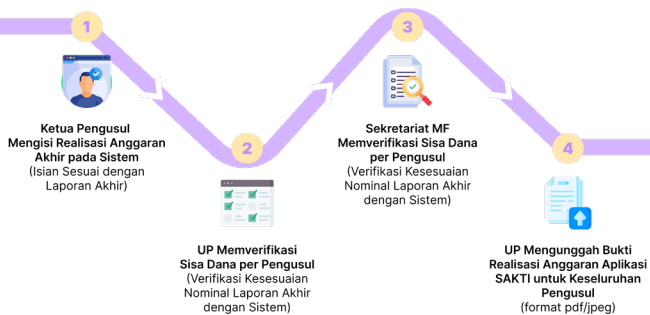 1
Ketua Pengusul
Mengisi Realisasi Anggaran
Akhir pada Sistem
(Isian Sesuai dengan
Laporan Akhir)
2
UP Memverifikasi
Sisa Dana per Pengusul
(Verifikasi Kesesuaian
Nominal Laporan Akhir
dengan Sistem)
3
Sekretariat MF
Memverifikasi Sisa Dana
per Pengusul
(Verifikasi Kesesuaian
Nominal Laporan Akhir
dengan Sistem)
4
UP Mengunggah Bukti
Realisasi Anggaran Aplikasi
SAKTI untuk Keseluruhan
Pengusul
(format pdf/jpeg)